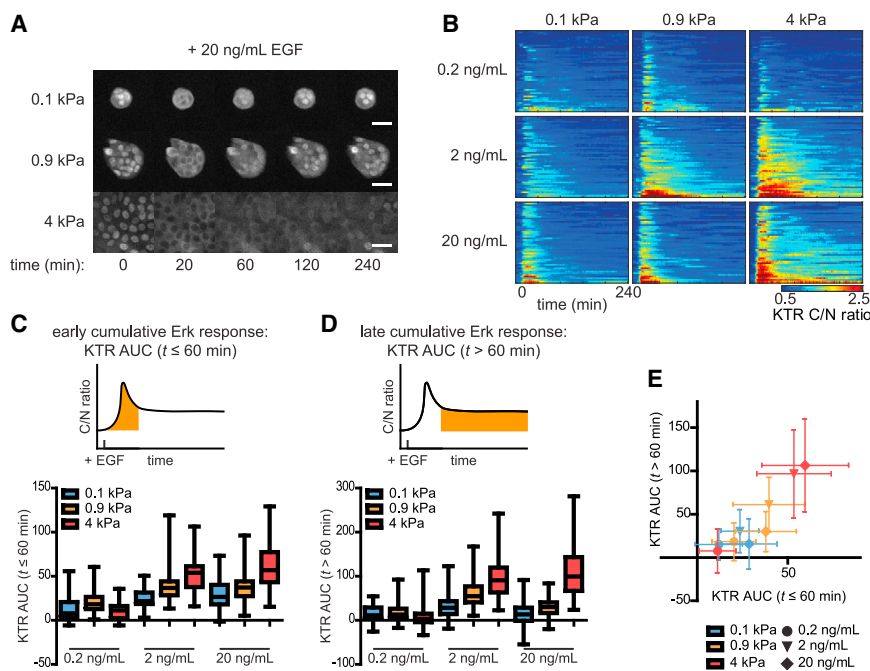 A
+ 20 ng/mL EGF
0.1 kPa
0.9 kPa
4 kPa
time (min): 0 20 60 120 240
B
0.1 kPa 0.9 kPa 4 kPa
0.2 ng/mL
2 ng/mL
20 ng/mL
0 240
time (min)
0.5 2.5
KTR C/N ratio
C
early cumulative Erk response:
KTR AUC (t ≤ 60 min)
C/N ratio
+ EGF time
150
100
50
0
-50
KTR AUC (t ≤ 60 min)
0.1 kPa
0.9 kPa
4 kPa
0.2 ng/mL 2 ng/mL 20 ng/mL
D
late cumulative Erk response:
KTR AUC (t > 60 min)
C/N ratio
+ EGF time
300
200
100
0
-100
KTR AUC (t > 60 min)
0.1 kPa
0.9 kPa
4 kPa
0.2 ng/mL 2 ng/mL 20 ng/mL
E
150
100
50
-50
KTR AUC (t > 60 min)
50
KTR AUC (t ≤ 60 min)
0.1 kPa 0.2 ng/mL
0.9 kPa 2 ng/mL
4 kPa 20 ng/mL